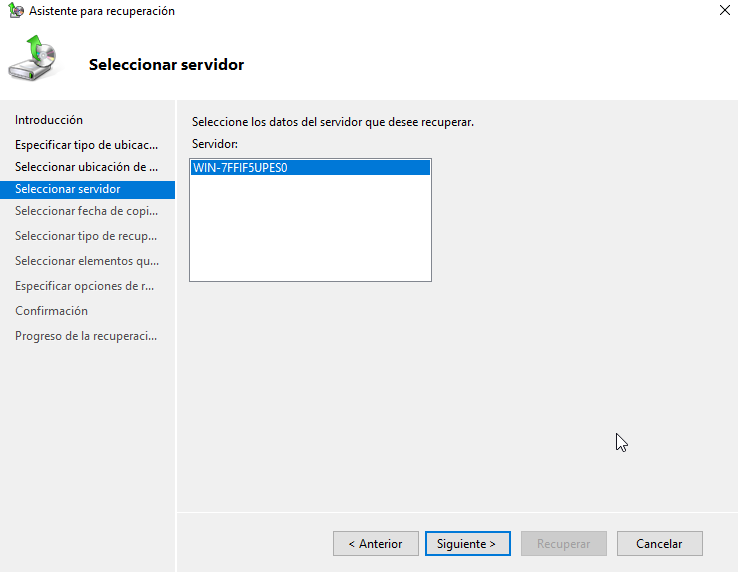 Asistente para recuperación
Seleccionar servidor
Introducción
Especificar tipo de ubicac...
Seleccionar ubicación de ...
Seleccionar servidor
Seleccionar fecha de copi...
Seleccionar tipo de recup...
Seleccionar elementos qu...
Especificar opciones de r...
Confirmación
Progreso de la recuperaci...
Seleccione los datos del servidor que desee recuperar.
Servidor:
WIN-7FFIF5UPES0
< Anterior
Siguiente >
Recuperar
Cancelar